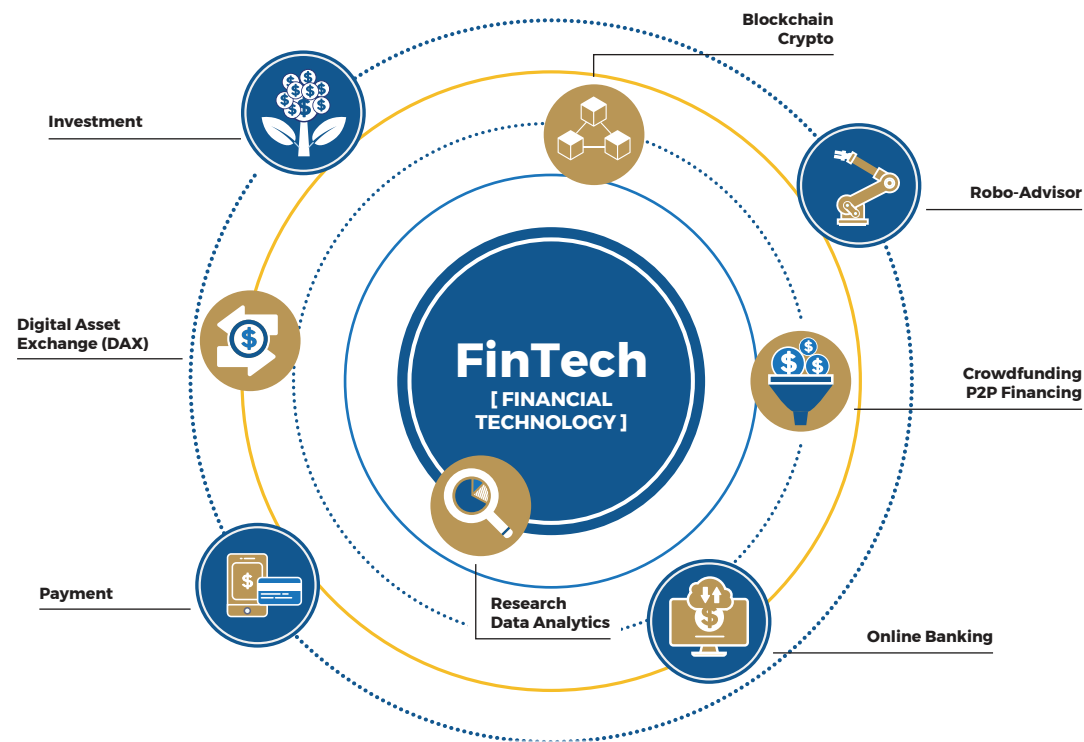 Blockchain
Crypto
Investment
Robo-Advisor
Digital Asset
Exchange (DAX)
FinTech
[ FINANCIAL
TECHNOLOGY ]
Crowdfunding
P2P Financing
Payment
Research
Data Analytics
Online Banking